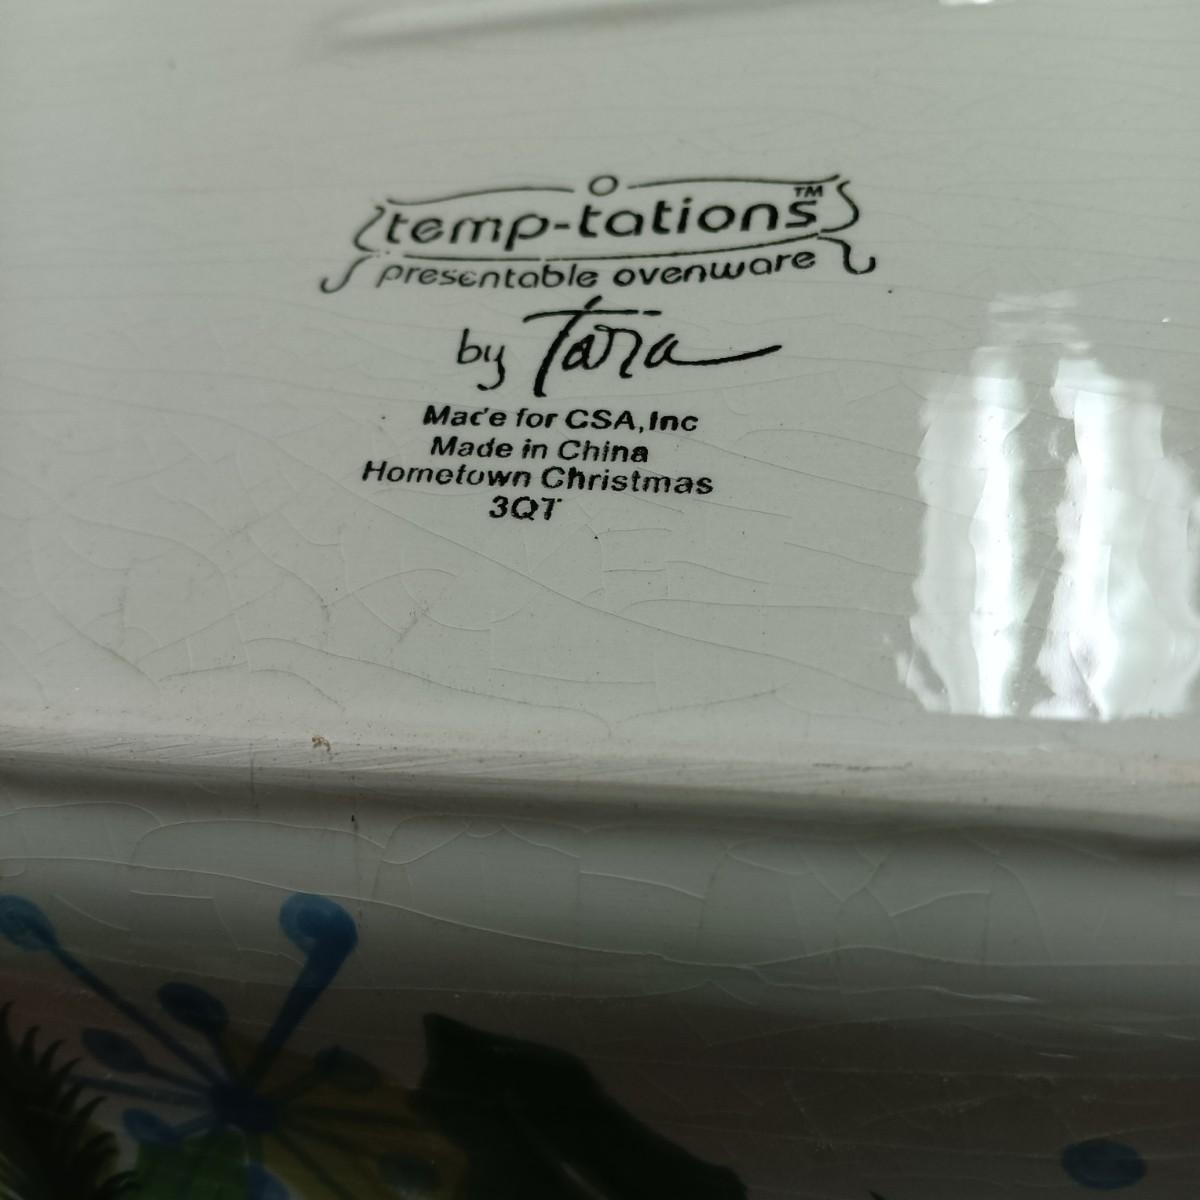 temp-tations™
presentable ovenware
by Tara
Made for CSA,Inc
Made in China
Hometown Christmas
3QT